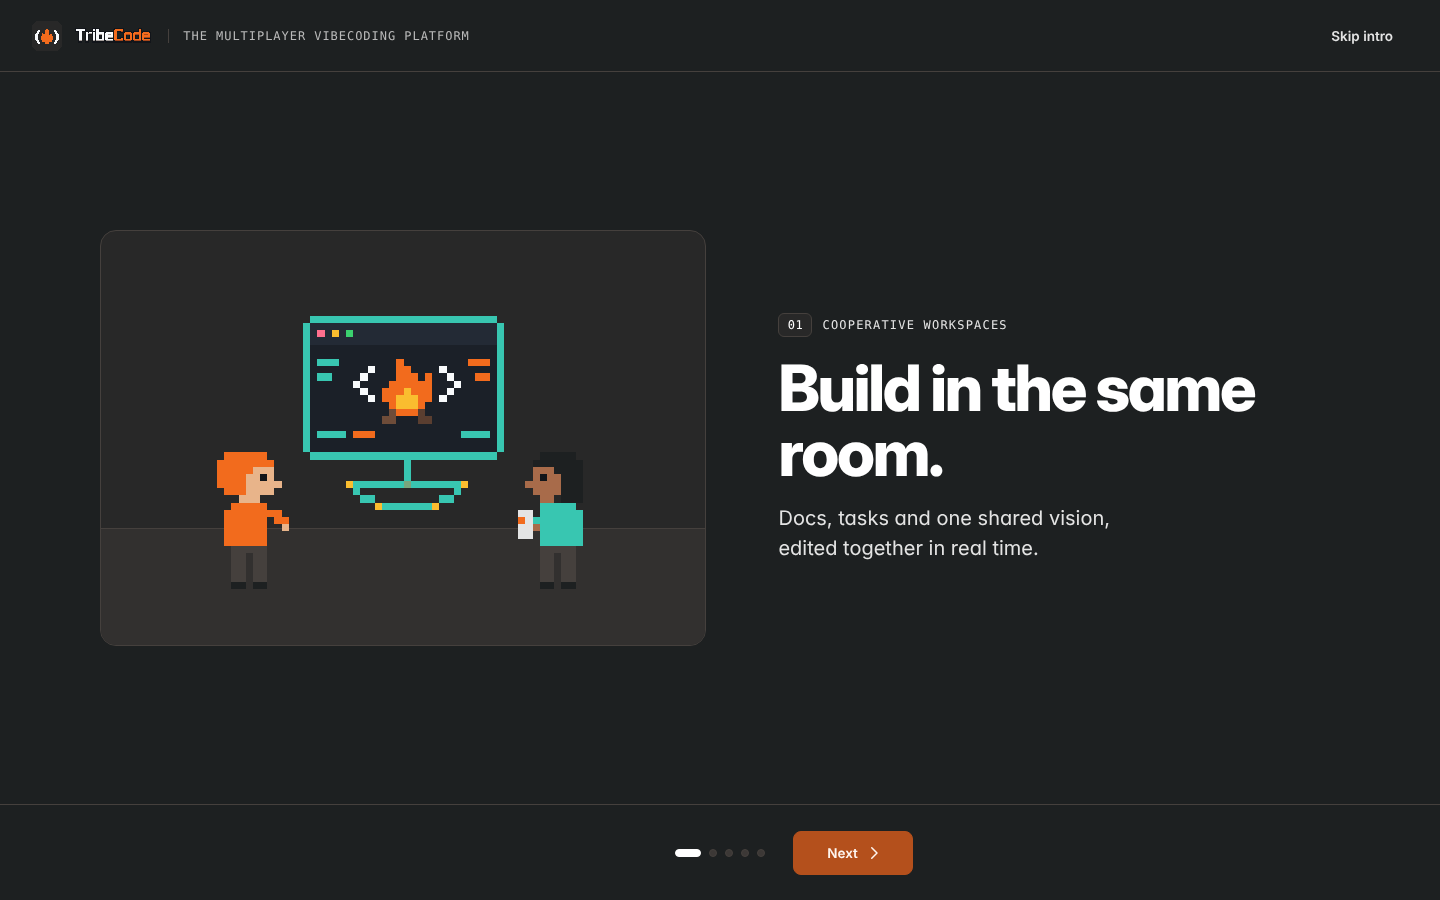 TribeCode
THE MULTIPLAYER VIBECODING PLATFORM
Skip intro
01 COOPERATIVE WORKSPACES
Build in the same
room.
Docs, tasks and one shared vision,
edited together in real time.
Next